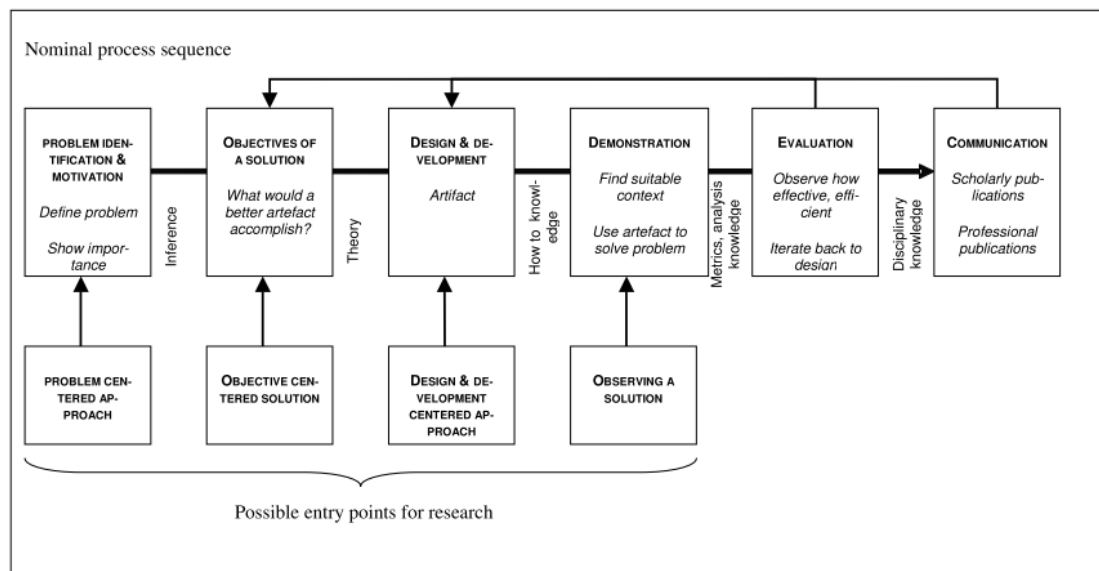 Nominal process sequence
PROBLEM IDEN-
TIFICATION &
MOTIVATION
Define problem
Show impor-
tance
Inference
OBJECTIVES OF
A SOLUTION
What would a
better artefact
accomplish?
Theory
DESIGN & DE-
VELOPMENT
Artifact
How to knowl-
edge
DEMONSTRATION
Find suitable
context
Use artefact to
solve problem
Metrics, analysis
knowledge
EVALUATION
Observe how
effective, effi-
cient
Iterate back to
design
Disciplinary
knowledge
COMMUNICATION
Scholarly pub-
lications
Professional
publications
PROBLEM CEN-
TERED AP-
PROACH
OBJECTIVE CEN-
TERED SOLUTION
DESIGN & DE-
VELOPMENT
CENTERED AP-
PROACH
OBSERVING A
SOLUTION
Possible entry points for research